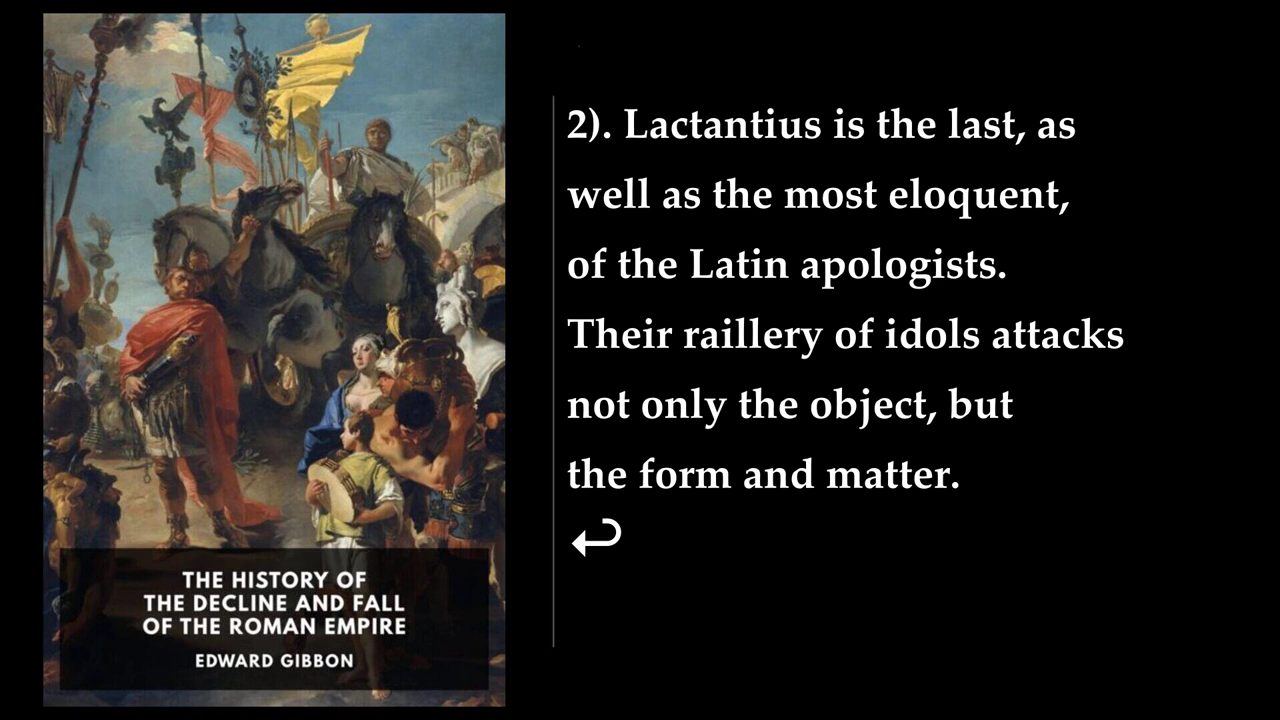 THE HISTORY OF
THE DECLINE AND FALL
OF THE ROMAN EMPIRE
EDWARD GIBBON
2). Lactantius is the last, as
well as the most eloquent,
of the Latin apologists.
Their raillery of idols attacks
not only the object, but
the form and matter.
↩